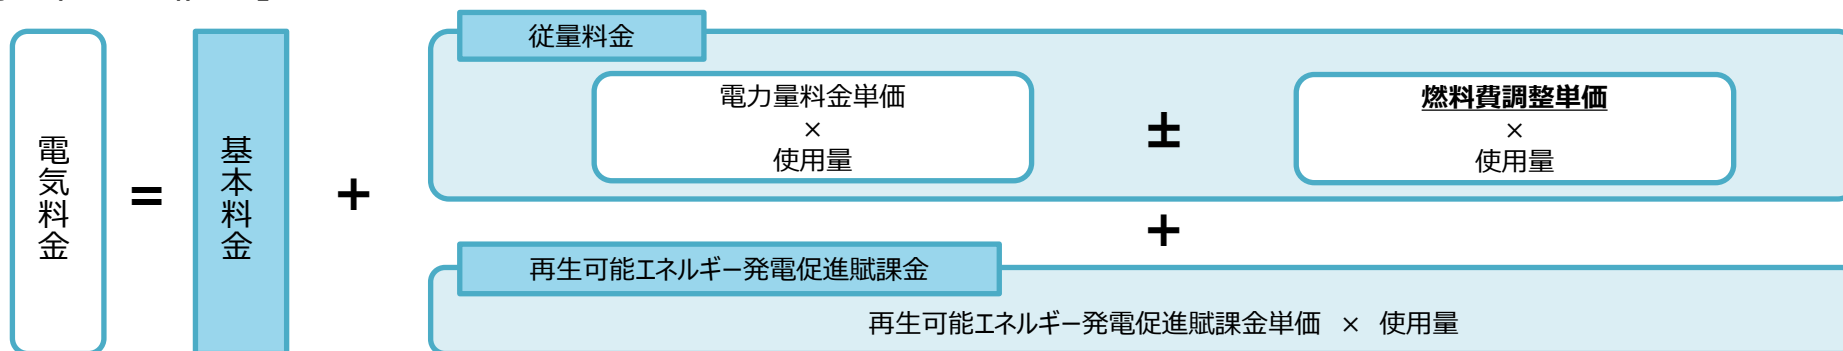 電気料金
=
基本料金
+
従量料金
電力量料金単価
×
使用量
±
燃料費調整単価
×
使用量
+
再生可能エネルギー発電促進賦課金
再生可能エネルギー発電促進賦課金単価 × 使用量